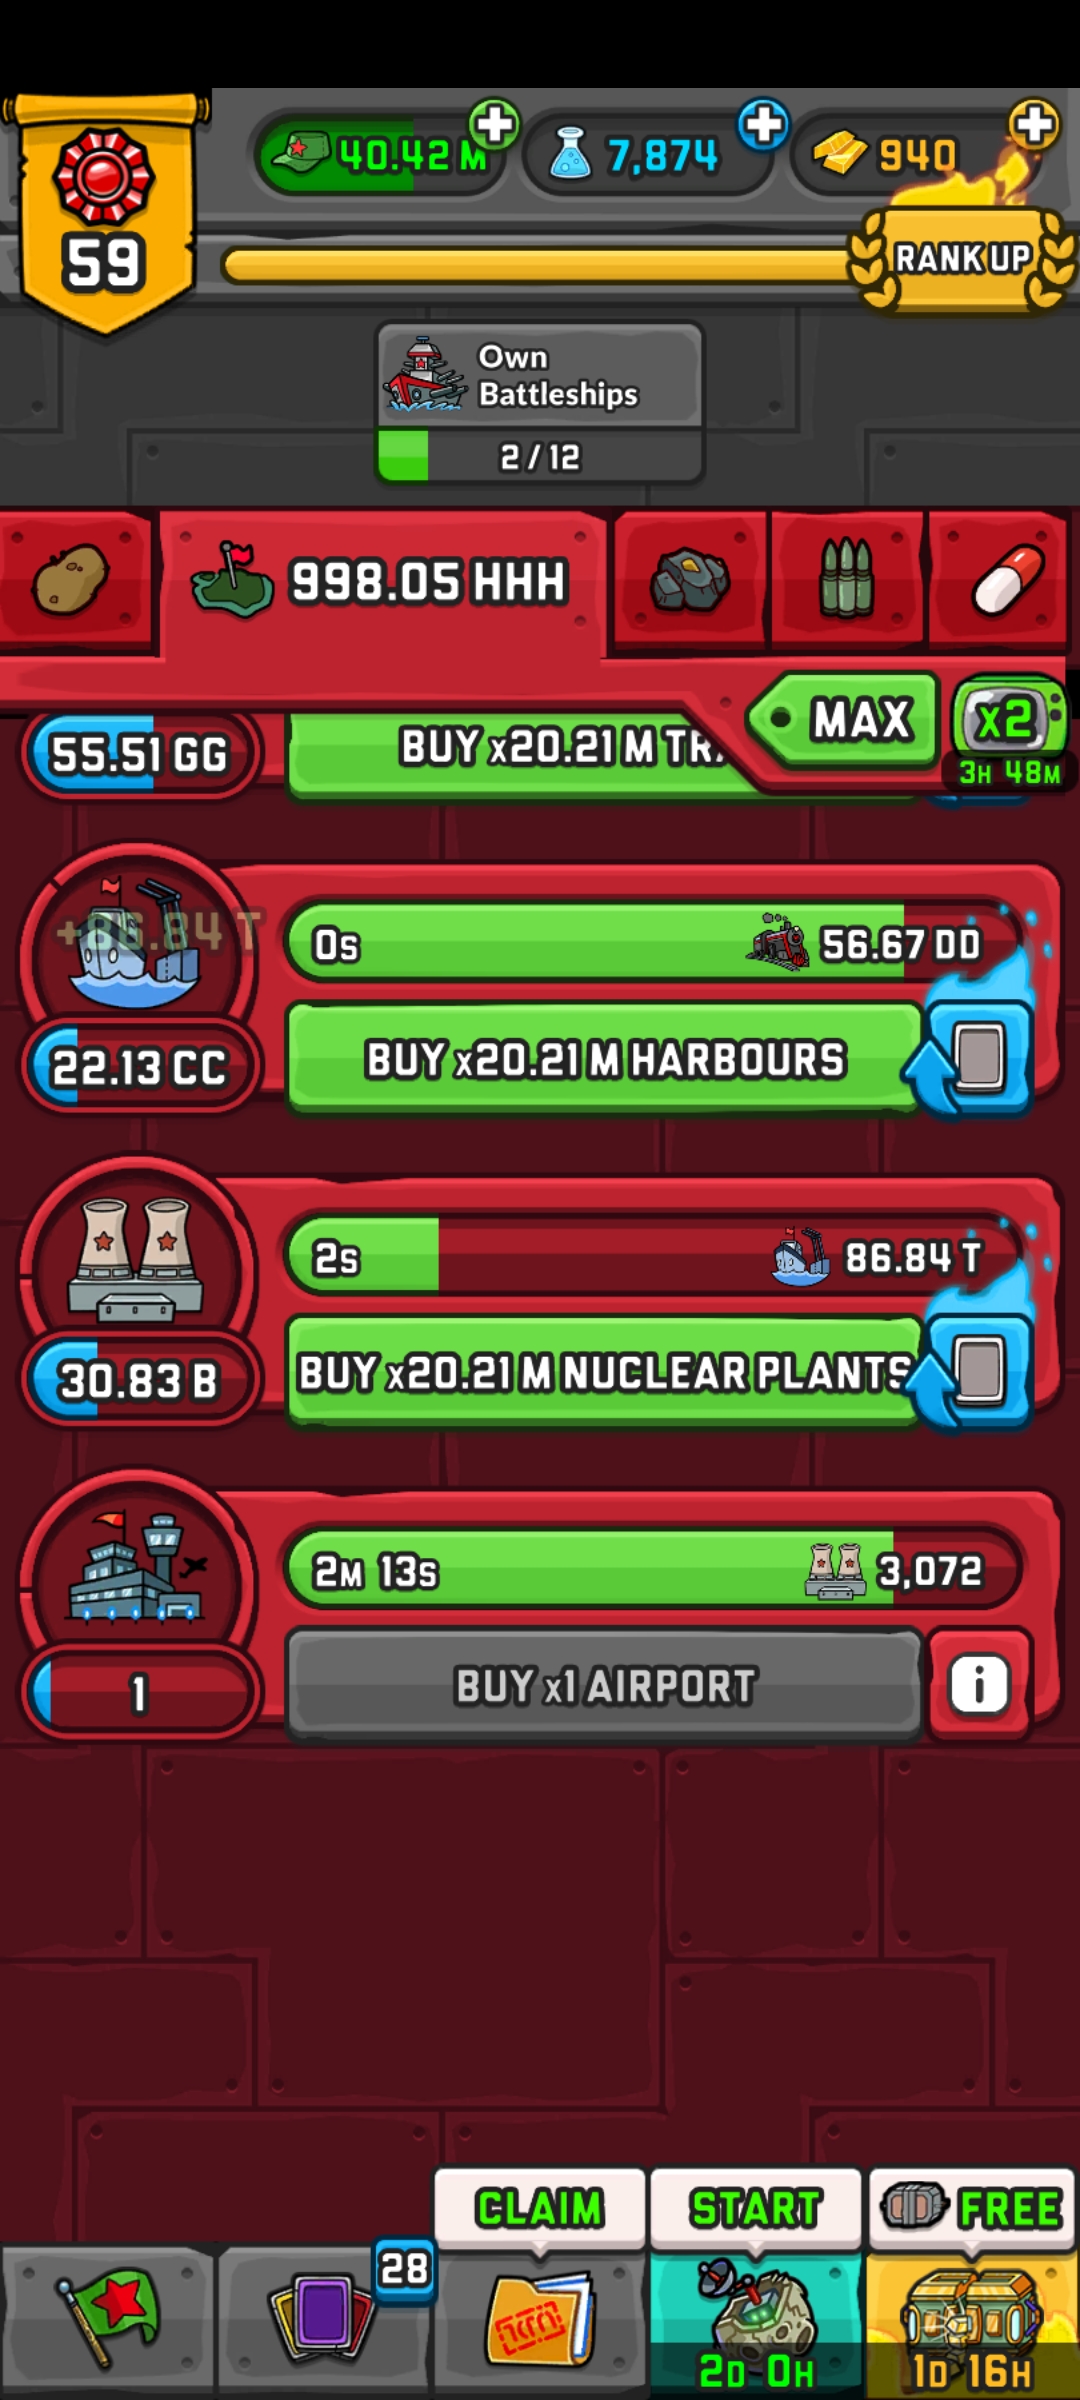 40.42 M
7,874
940
59
RANK UP
Own
Battleships
2 / 12
998.05 HHH
MAX
x2
3H 48M
55.51 GG
BUY x20.21 M
+86.84 T
0s
56.67 DD
22.13 CC
BUY x20.21 M HARBOURS
2s
86.84 T
30.83 B
BUY x20.21 M NUCLEAR PLANTS
2M 13s
3,072
1
BUY x1 AIRPORT
i
CLAIM
START
FREE
28
2D 0H
1D 16H